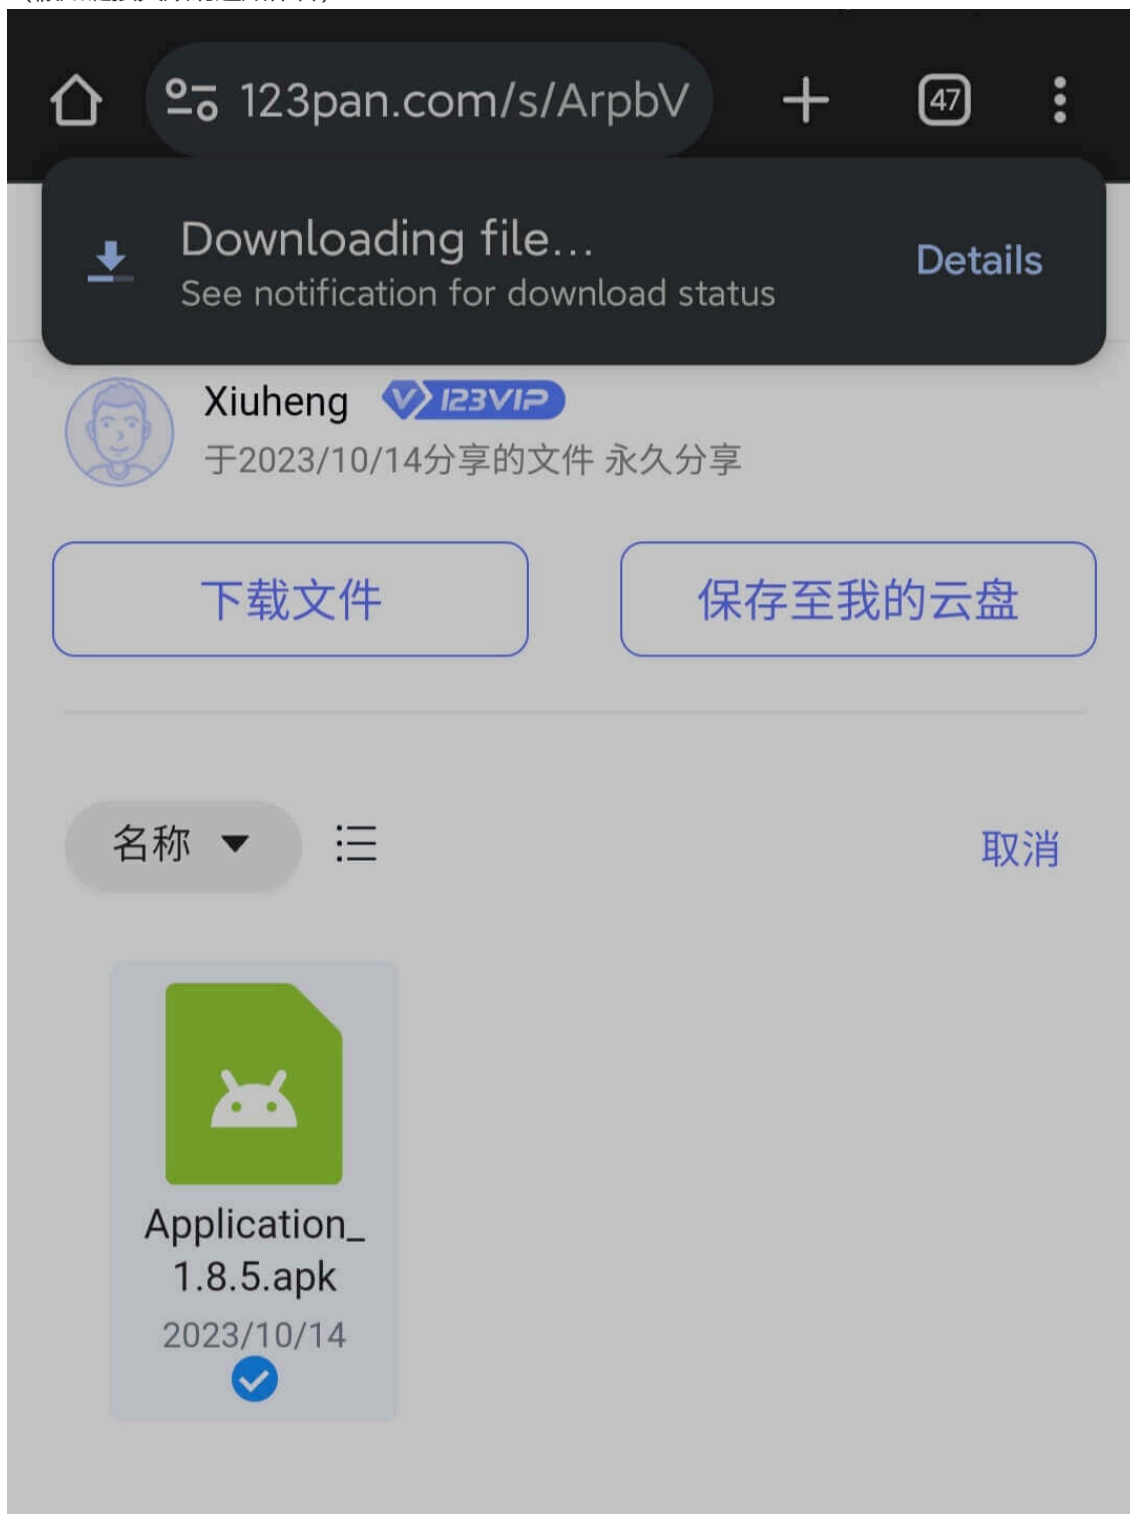 123pan.com/s/ArpbV
47
Downloading file...
See notification for download status
Details
Xiuheng
V 123VIP
于2023/10/14分享的文件 永久分享
下载文件
保存至我的云盘
名称
取消
Application_
1.8.5.apk
2023/10/14